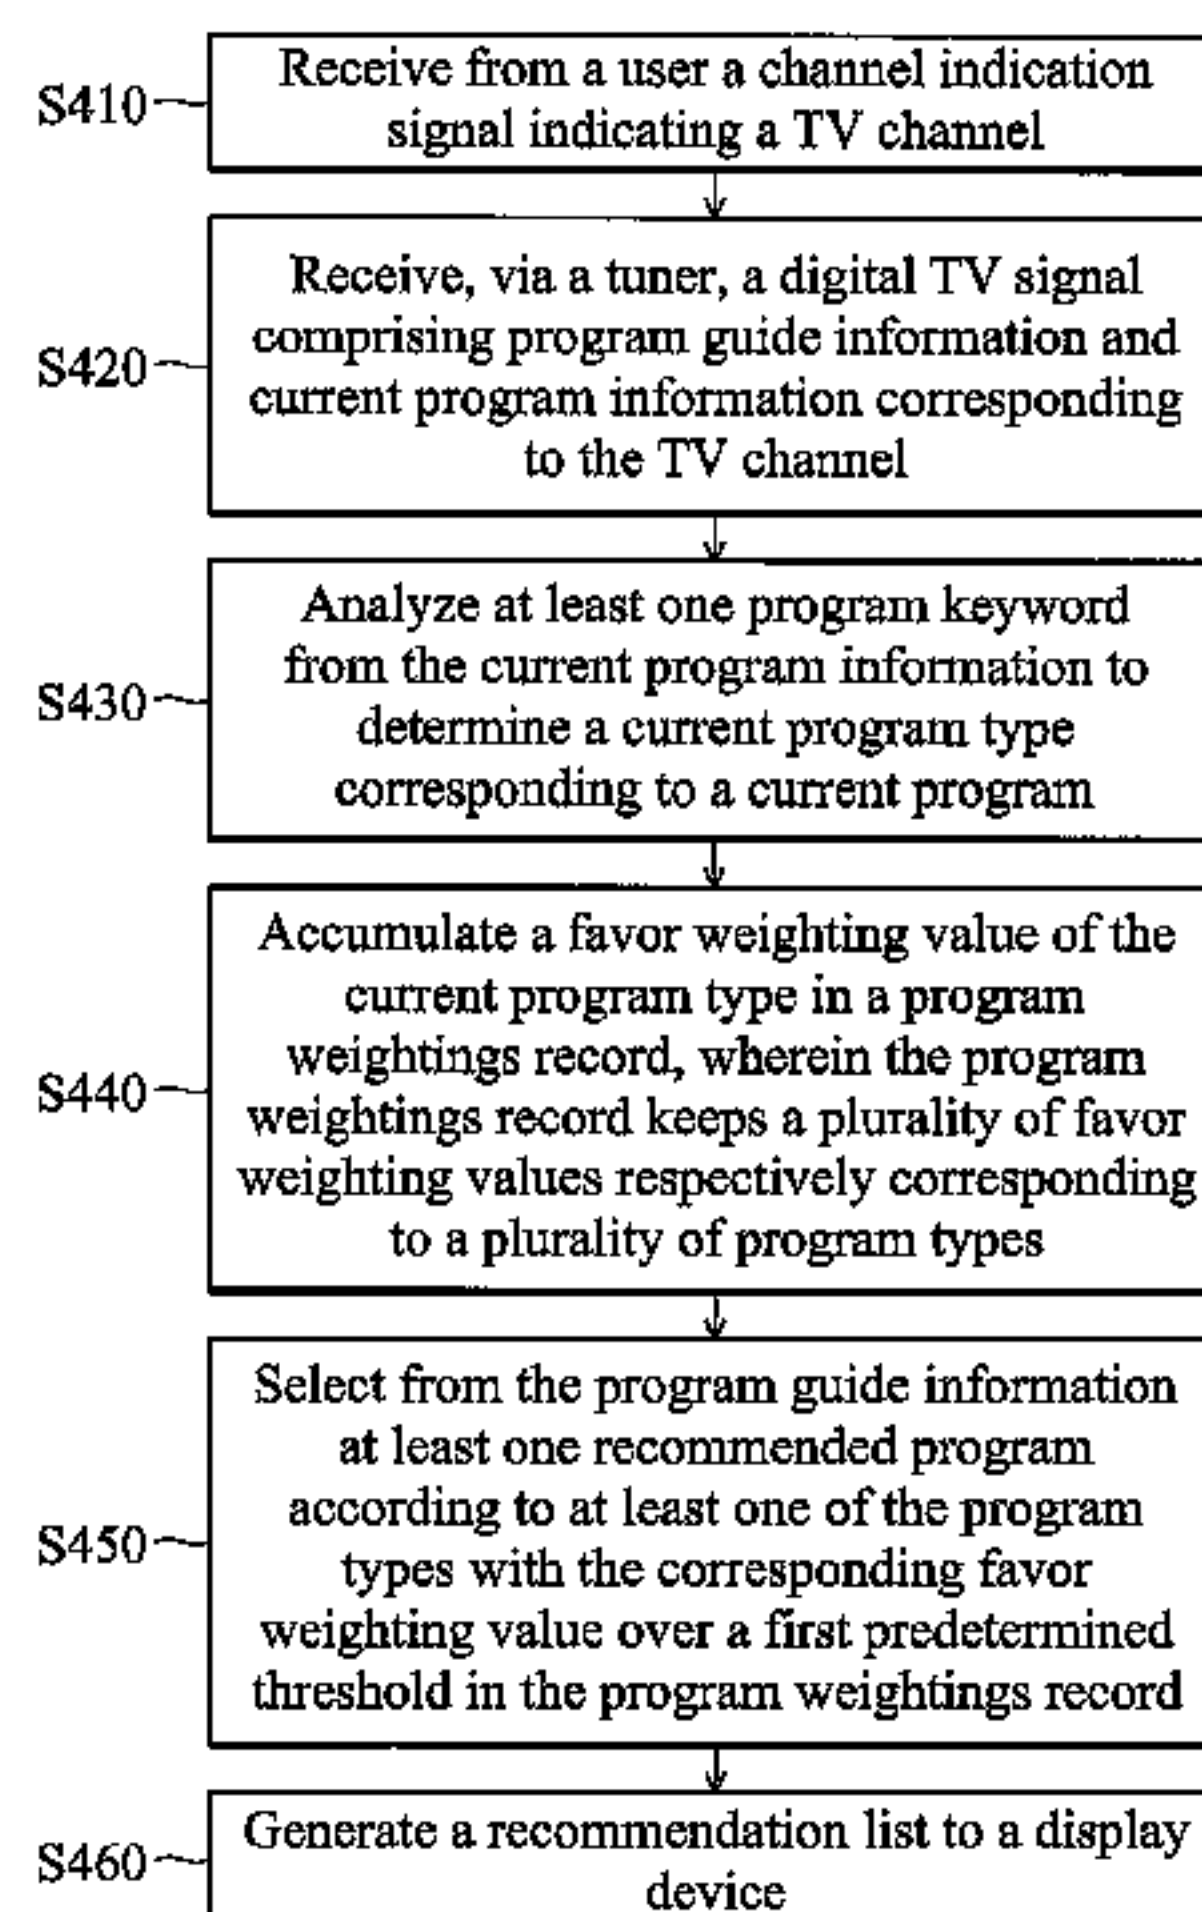 Receive from a user a channel indication
S410
signal indicating a TV channel
Receive, via a tuner, a digital TV signal
comprising program guide information and
S420
current program information corresponding
to the TV channel
Analyze at least one program keyword
from the current program information to
S430
determine a current program type
corresponding to a current program
Accumulate a favor weighting value of the
current program type in a program
weightings record, wherein the program
S440
weightings record keeps a plurality of favor
weighting values respectively corresponding
to a plurality of program types
Select from the program guide information
at least one recommended program
according to at least one of the program
S450
types with the corresponding favor
weighting value over a first predetermined
threshold in the program weightings record
Generate a recommendation list to a display
S460
device